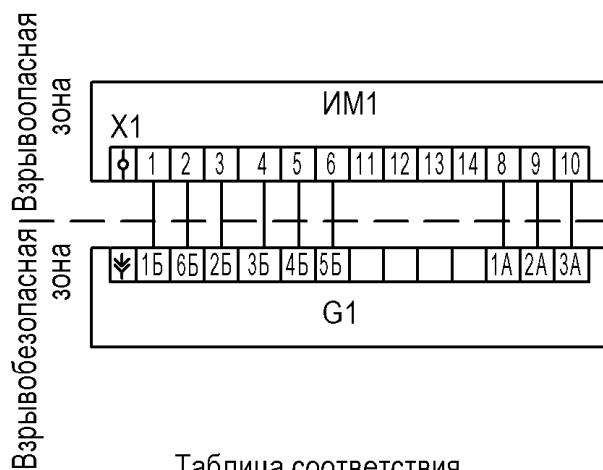 Взрывоопасная
зона
ИМ1
X1
1 2 3 4 5 6 11 12 13 14 8 9 10
Взрывобезопасная
зона
1Б 6Б 2Б 3Б 4Б 5Б 1А 2А 3А
G1
Таблица соответствия